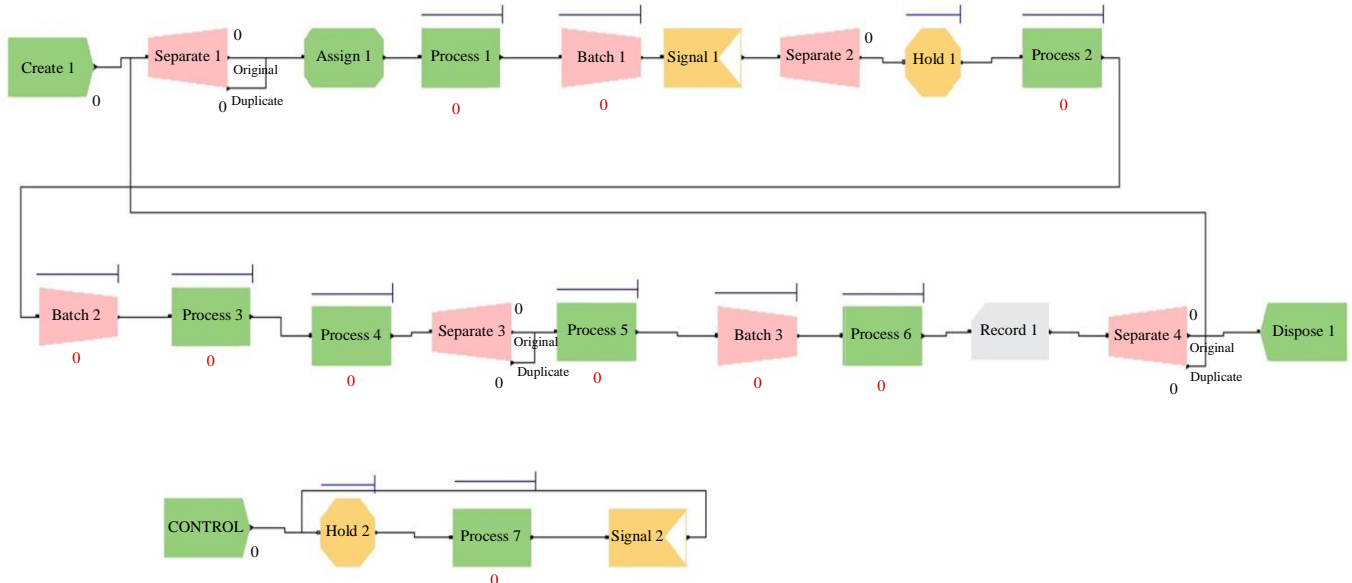 Create 1
0
Separate 1
0
Original
0 Duplicate
Assign 1
Process 1
0
Batch 1
0
Signal 1
Separate 2
0
Hold 1
Process 2
0
Batch 2
0
Process 3
0
Process 4
0
Separate 3
0
Original
0
Duplicate
Process 5
0
Batch 3
0
Process 6
0
Record 1
Separate 4
0
Original
0
Duplicate
Dispose 1
CONTROL
0
Hold 2
Process 7
0
Signal 2